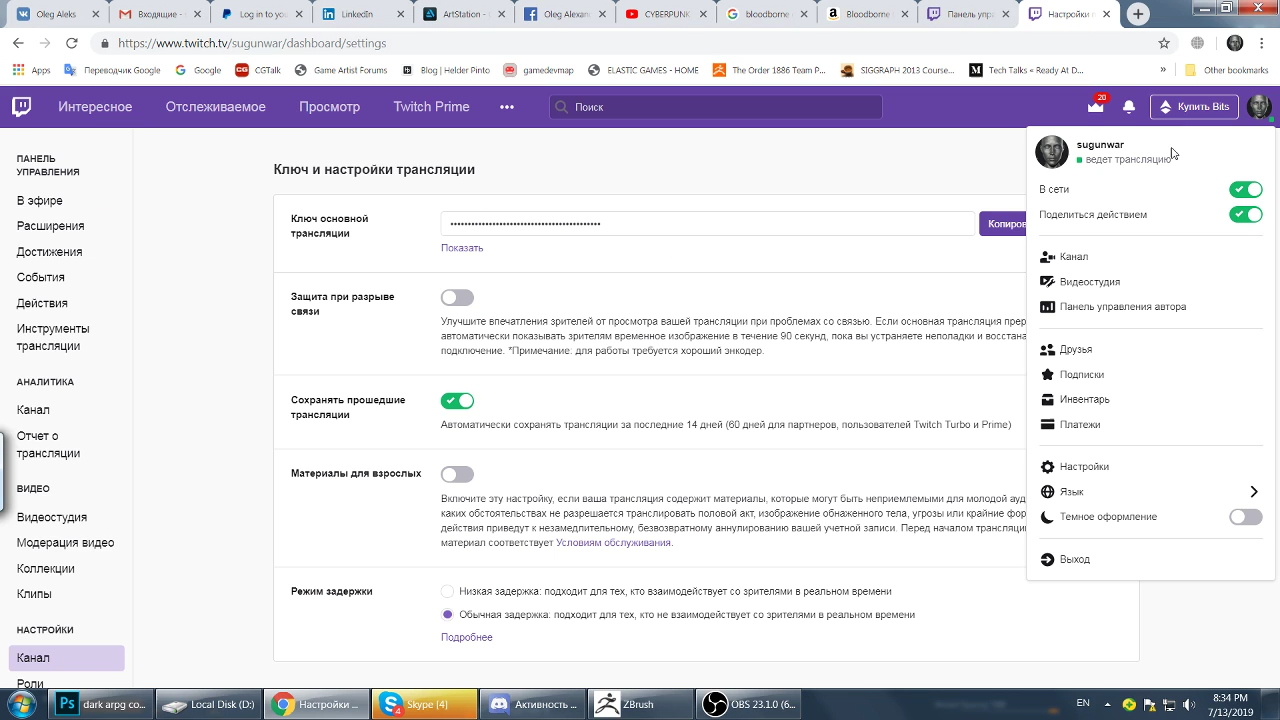 Oleg Aleks
Входящие -
Log in to you
LinkedIn
ArtStation -
Oleg Alexan
CYBERPUNK
bloodborne
Bloodborne
Панель упра
Настройки п
https://www.twitch.tv/sugunwar/dashboard/settings
Apps
Переводчик Google
Google
CGTalk
Game Artist Forums
Blog | Helder Pinto
gamedevmap
ELASTIC GAMES - HOME
The Order 1886 Team P...
SIGGRAPH 2013 Course...
Tech Talks « Ready At D...
»
Other bookmarks
Интересное
Отслеживаемое
Просмотр
Twitch Prime
•••
Поиск
20
Купить Bits
ПАНЕЛЬ
УПРАВЛЕНИЯ
В эфире
Расширения
Достижения
События
Действия
Инструменты
трансляции
АНАЛИТИКА
Канал
Отчет о
трансляции
ВИДЕО
Видеостудия
Модерация видео
Коллекции
Клипы
НАСТРОЙКИ
Канал
Роли
Ключ и настройки трансляции
Ключ основной
трансляции
••••••••••••••••••••••••••••••••••••••••••••
Копиров
Показать
Защита при разрыве
связи
Улучшите впечатления зрителей от просмотра вашей трансляции при проблемах со связью. Если основная трансляция прер
автоматически показывать зрителям временное изображение в течение 90 секунд, пока вы устраняете неполадки и восстана
подключение. *Примечание: для работы требуется хороший энкодер.
Сохранять прошедшие
трансляции
Автоматически сохранять трансляции за последние 14 дней (60 дней для партнеров, пользователей Twitch Turbo и Prime)
Материалы для взрослых
Включите эту настройку, если ваша трансляция содержит материалы, которые могут быть неприемлемыми для молодой ауд
каких обстоятельствах не разрешается транслировать половой акт, изображение обнаженного тела, угрозы или крайние фор
действия приведут к незамедлительному, безвозвратному аннулированию вашей учетной записи. Перед началом трансляци
материал соответствует Условиям обслуживания.
Режим задержки
Низкая задержка: подходит для тех, кто взаимодействует со зрителями в реальном времени
Обычная задержка: подходит для тех, кто не взаимодействует со зрителями в реальном времени
Подробнее
sugunwar
ведет трансляцию
В сети
Поделиться действием
Канал
Видеостудия
Панель управления автора
Друзья
Подписки
Инвентарь
Платежи
Настройки
Язык
Темное оформление
Выход
dark arpg co...
Local Disk (D:)
Настройки ...
Skype (4)
Активность ...
ZBrush
OBS 23.1.0 (6...
EN
8:34 PM
7/13/2019